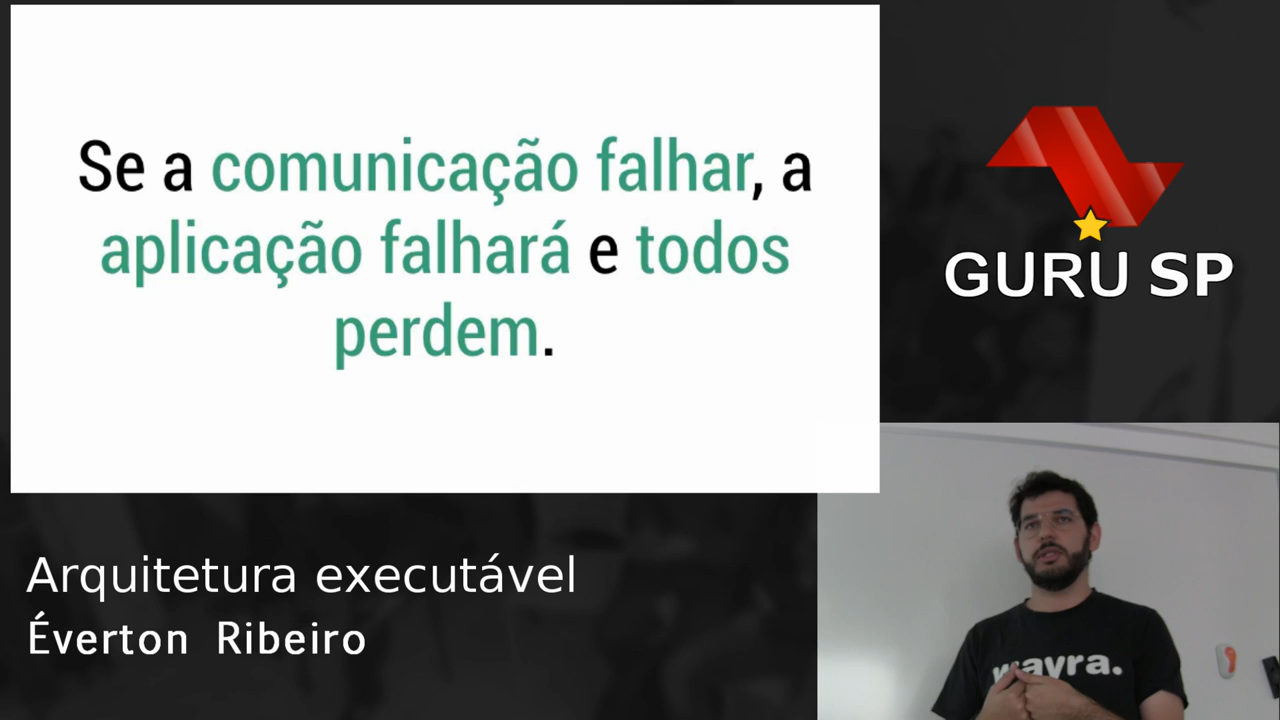 Se a comunicação falhar, a
aplicação falhará e todos
perdem.
GURU SP
Arquitetura executável
Éverton Ribeiro
wayra.